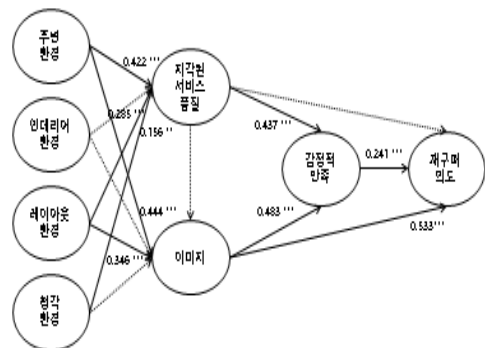 주변
환경
인테리어
환경
레이아웃
환경
청각
환경
지각된
서비스
품질
이미지
감정적
만족
재구매
의도
0.422 ***
0.285 ***
0.156 **
0.444 ***
0.346 ***
0.437 ***
0.483 ***
0.241 ***
0.533***